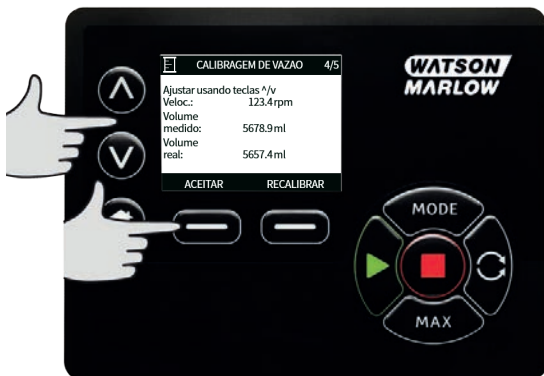 CALIBRAGEM DE VAZAO 4/5
Ajustar usando teclas ^/v
Veloc.: 123.4 rpm
Volume
medido: 5678.9 ml
Volume
real: 5657.4 ml
ACEITAR RECALIBRAR
WATSON
MARLOW
MODE
MAX